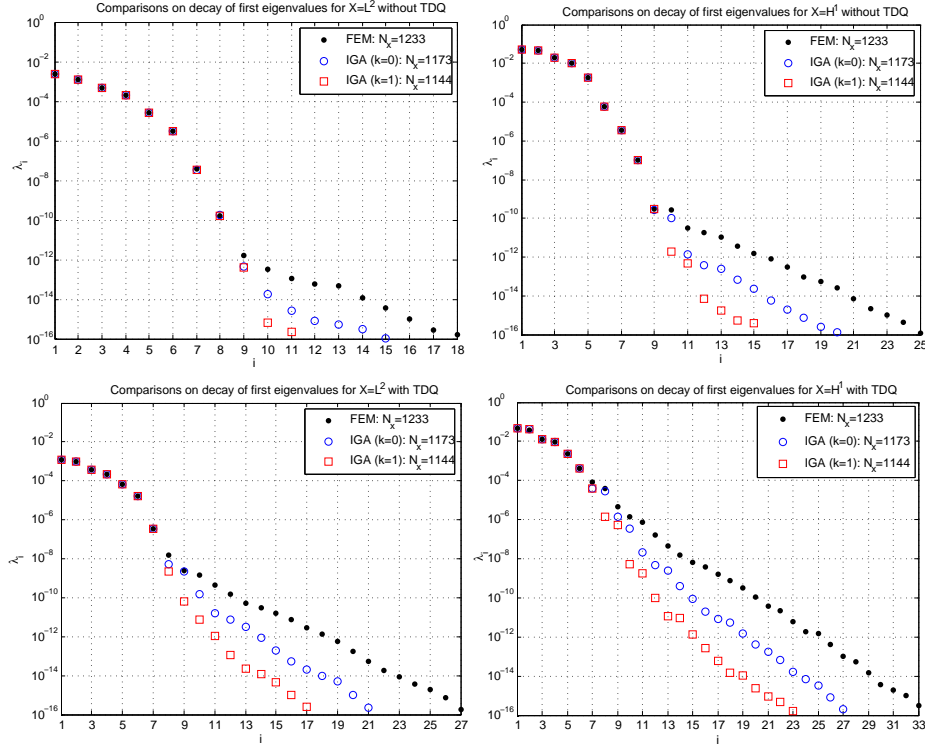 Comparisons on decay of first eigenvalues for X=L² without TDQ
10⁰
10⁻²
10⁻⁴
10⁻⁶
10⁻⁸
10⁻¹⁰
10⁻¹²
10⁻¹⁴
10⁻¹⁶
λᵢ
FEM: Nₓ=1233
IGA (k=0): Nₓ=1173
IGA (k=1): Nₓ=1144
1 2 3 4 5 6 7 8 9 10 11 12 13 14 15 16 17 18
i
Comparisons on decay of first eigenvalues for X=H¹ without TDQ
10⁰
10⁻²
10⁻⁴
10⁻⁶
10⁻⁸
10⁻¹⁰
10⁻¹²
10⁻¹⁴
10⁻¹⁶
λᵢ
FEM: Nₓ=1233
IGA (k=0): Nₓ=1173
IGA (k=1): Nₓ=1144
1 3 5 7 9 11 13 15 17 19 21 23 25
i
Comparisons on decay of first eigenvalues for X=L² with TDQ
10⁰
10⁻²
10⁻⁴
10⁻⁶
10⁻⁸
10⁻¹⁰
10⁻¹²
10⁻¹⁴
10⁻¹⁶
λᵢ
FEM: Nₓ=1233
IGA (k=0): Nₓ=1173
IGA (k=1): Nₓ=1144
1 3 5 7 9 11 13 15 17 19 21 23 25 27
i
Comparisons on decay of first eigenvalues for X=H¹ with TDQ
10⁰
10⁻²
10⁻⁴
10⁻⁶
10⁻⁸
10⁻¹⁰
10⁻¹²
10⁻¹⁴
10⁻¹⁶
λᵢ
FEM: Nₓ=1233
IGA (k=0): Nₓ=1173
IGA (k=1): Nₓ=1144
1 3 5 7 9 11 13 15 17 19 21 23 25 27 29 31 33
i